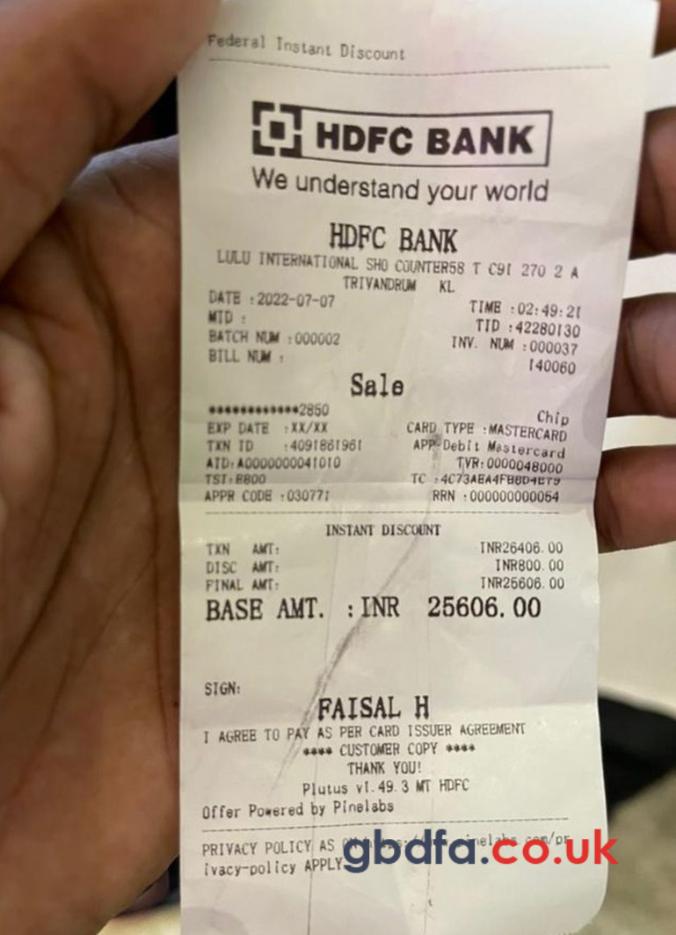 Federal Instant Discount
HDFC BANK
We understand your world
HDFC BANK
LULU INTERNATIONAL SHO COUNTER58 T C91 270 2 A
TRIVANDRUM KL
DATE :2022-07-07 TIME :02:49:21
MID : TID :42280130
BATCH NUM :000002 INV. NUM :000037
BILL NUM : 140060
Sale
************2850 Chip
EXP DATE :XX/XX CARD TYPE :MASTERCARD
TXN ID :4091861961 APP:Debit Mastercard
AID:A0000000041010 TVR:0000048000
TSI:E800 TC :4C73AEA4FB8D4E79
APPR CODE :030771 RRN :000000000054
INSTANT DISCOUNT
TXN AMT: INR26406.00
DISC AMT: INR800.00
FINAL AMT: INR25606.00
BASE AMT. :INR 25606.00
SIGN:
FAISAL H
I AGREE TO PAY AS PER CARD ISSUER AGREEMENT
**** CUSTOMER COPY ****
THANK YOU!
Plutus v1.49.3 MT HDFC
Offer Powered by Pinelabs
PRIVACY POLICY AS ON
ivacy-policy APPLY
gbdfa.co.uk